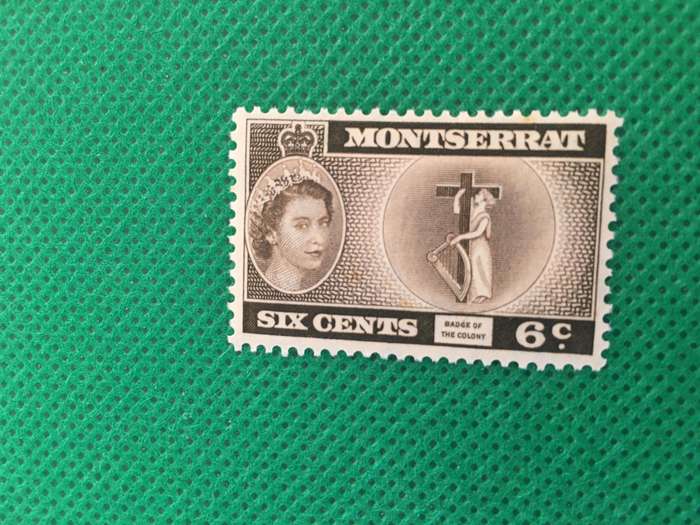 MONTSERRAT
SIX CENTS
BADGE OF
THE COLONY
6c.